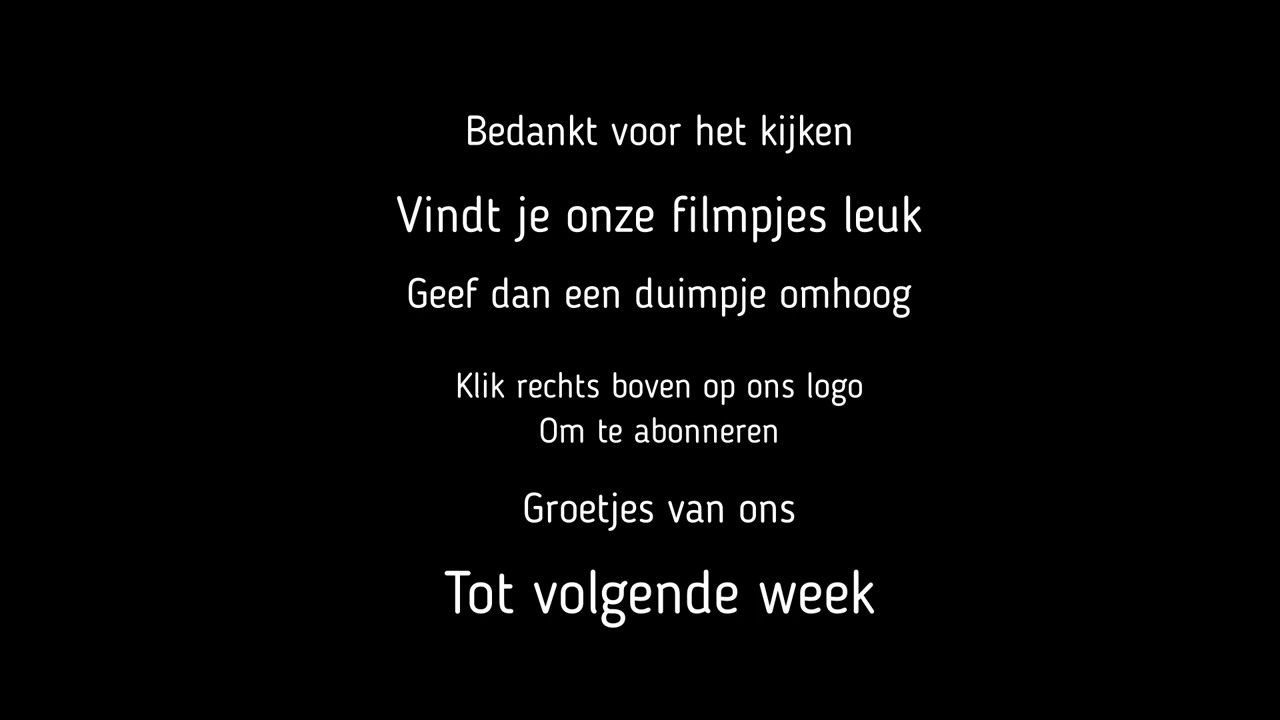 Bedankt voor het kijken
Vindt je onze filmpjes leuk
Geef dan een duimpje omhoog
Klik rechts boven op ons logo
Om te abonneren
Groetjes van ons
Tot volgende week